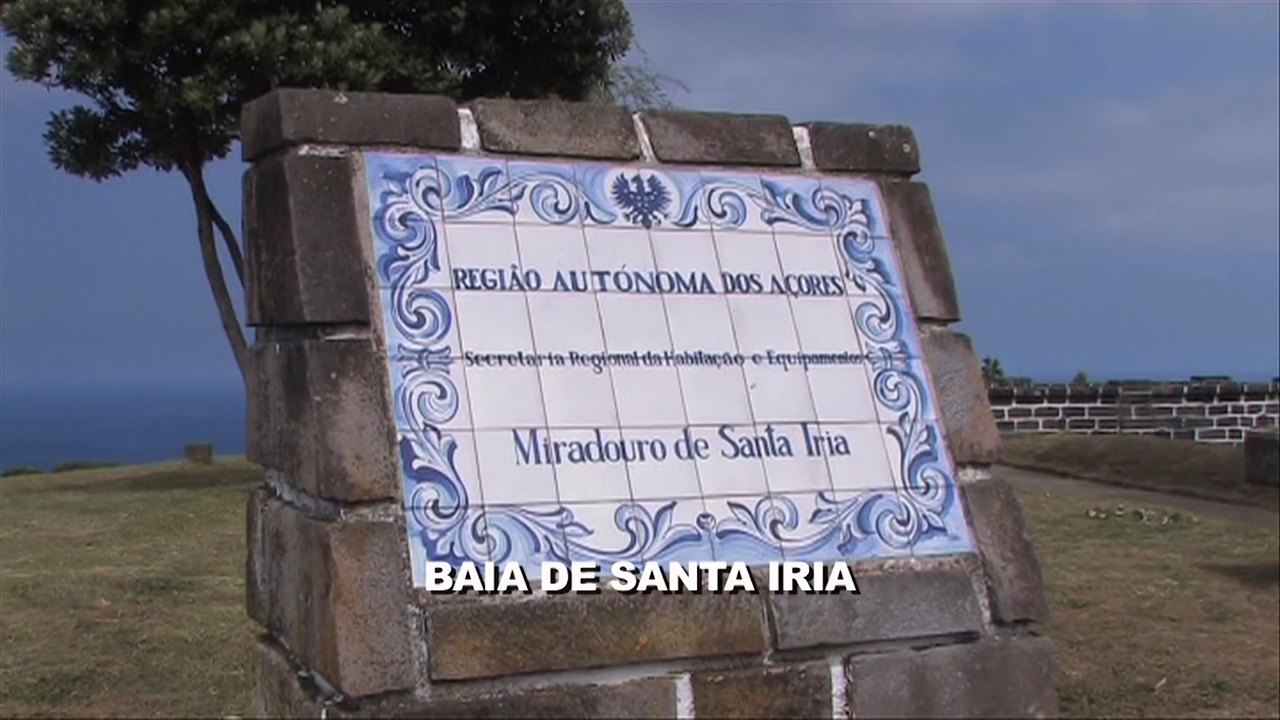 REGIÃO AUTÓNOMA DOS AÇORES
Secretaria Regional da Habitação e Equipamentos
Miradouro de Santa Iria
BAIA DE SANTA IRIA